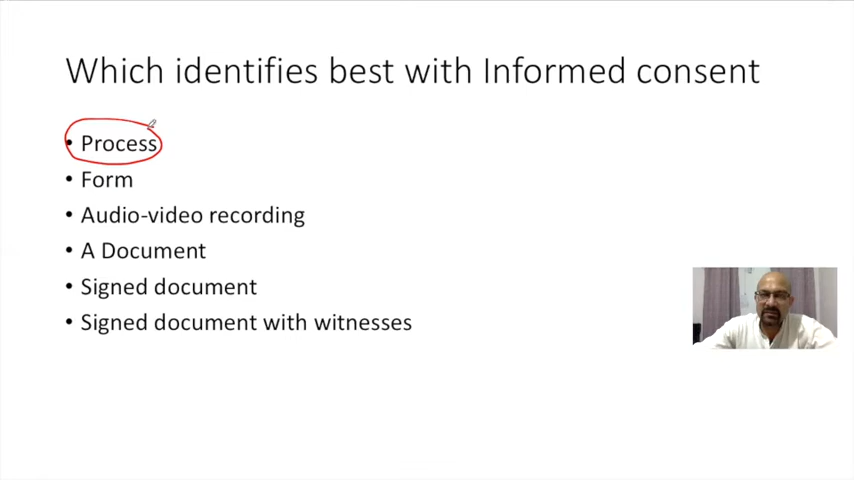 Which identifies best with Informed consent
• Process
• Form
• Audio-video recording
• A Document
• Signed document
• Signed document with witnesses